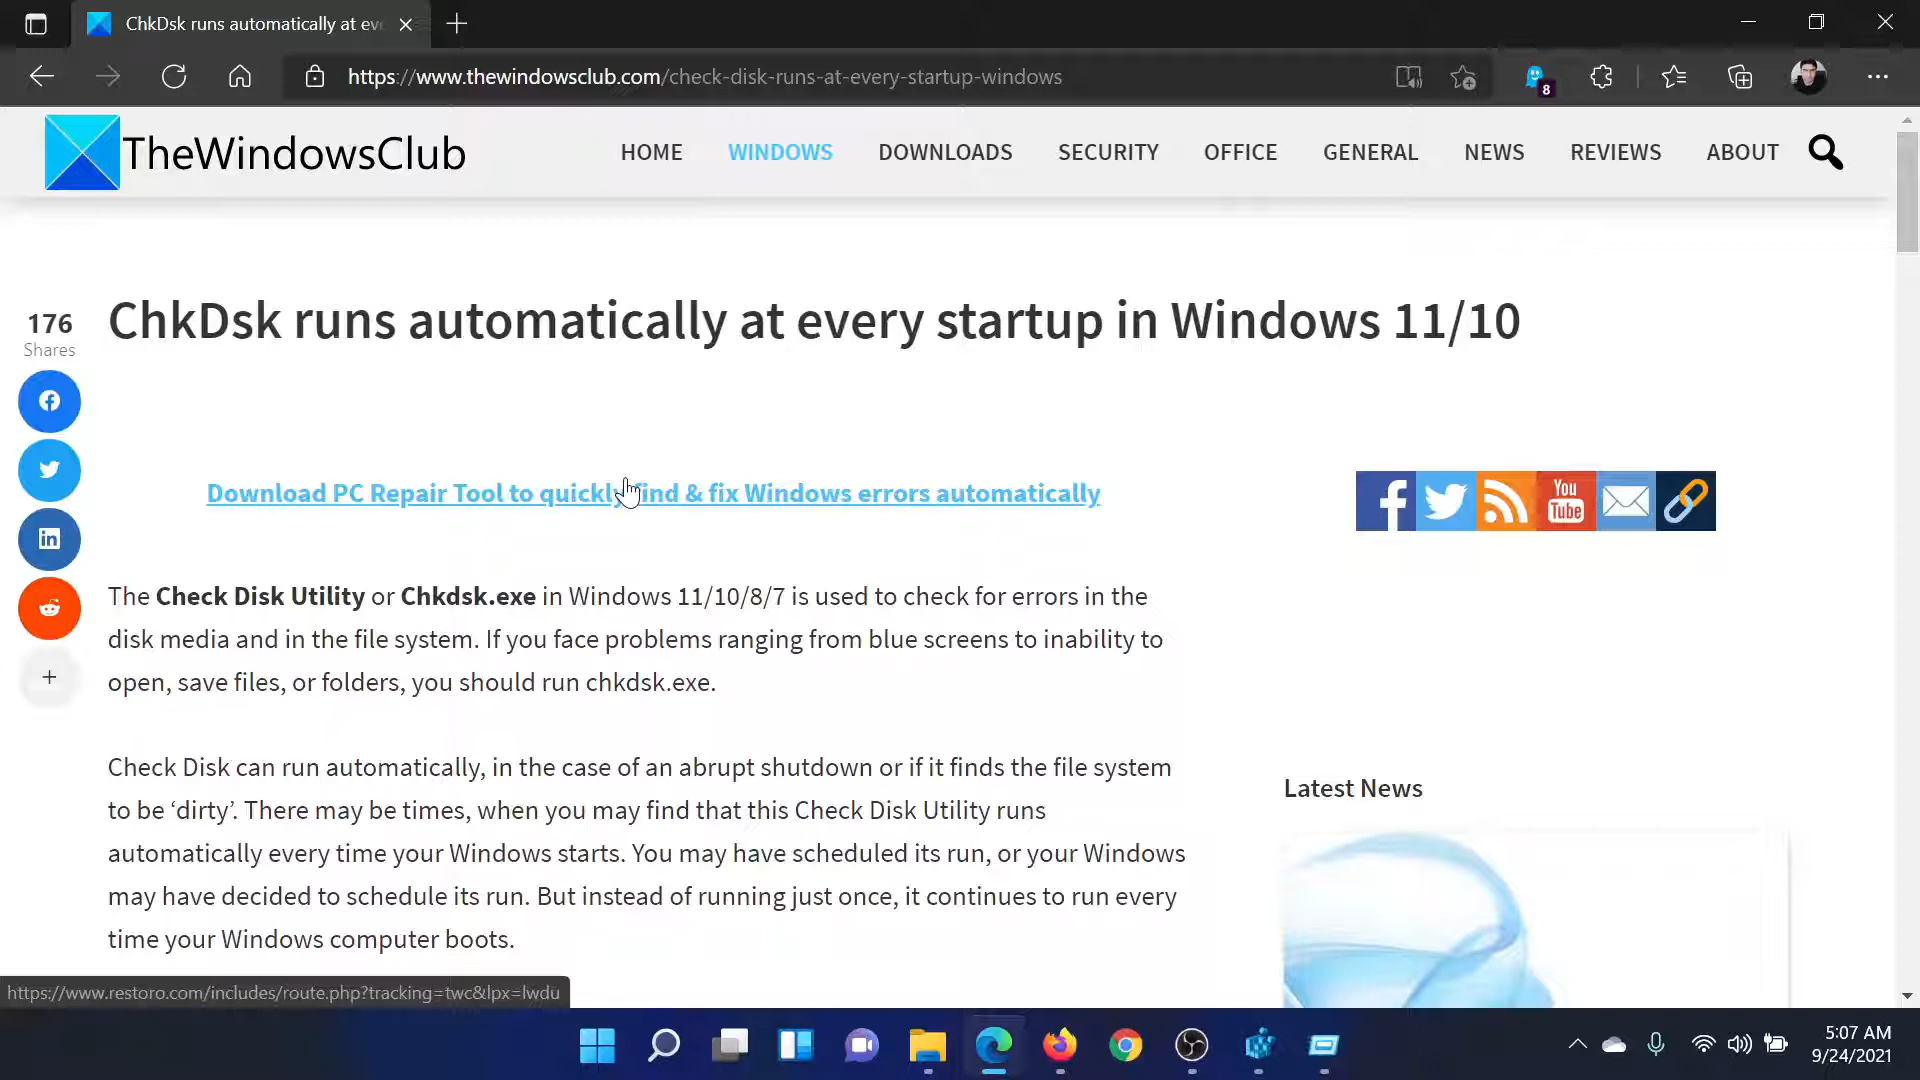 ChkDsk runs automatically at eve
https://www.thewindowsclub.com/check-disk-runs-at-every-startup-windows
8
TheWindowsClub
HOME
WINDOWS
DOWNLOADS
SECURITY
OFFICE
GENERAL
NEWS
REVIEWS
ABOUT
176
Shares
ChkDsk runs automatically at every startup in Windows 11/10
Download PC Repair Tool to quickly find & fix Windows errors automatically
You
Tube
The Check Disk Utility or Chkdsk.exe in Windows 11/10/8/7 is used to check for errors in the
disk media and in the file system. If you face problems ranging from blue screens to inability to
open, save files, or folders, you should run chkdsk.exe.
Check Disk can run automatically, in the case of an abrupt shutdown or if it finds the file system
to be ‘dirty’. There may be times, when you may find that this Check Disk Utility runs
automatically every time your Windows starts. You may have scheduled its run, or your Windows
may have decided to schedule its run. But instead of running just once, it continues to run every
time your Windows computer boots.
Latest News
https://www.restoro.com/includes/route.php?tracking=twc&lpx=lwdu
5:07 AM
9/24/2021